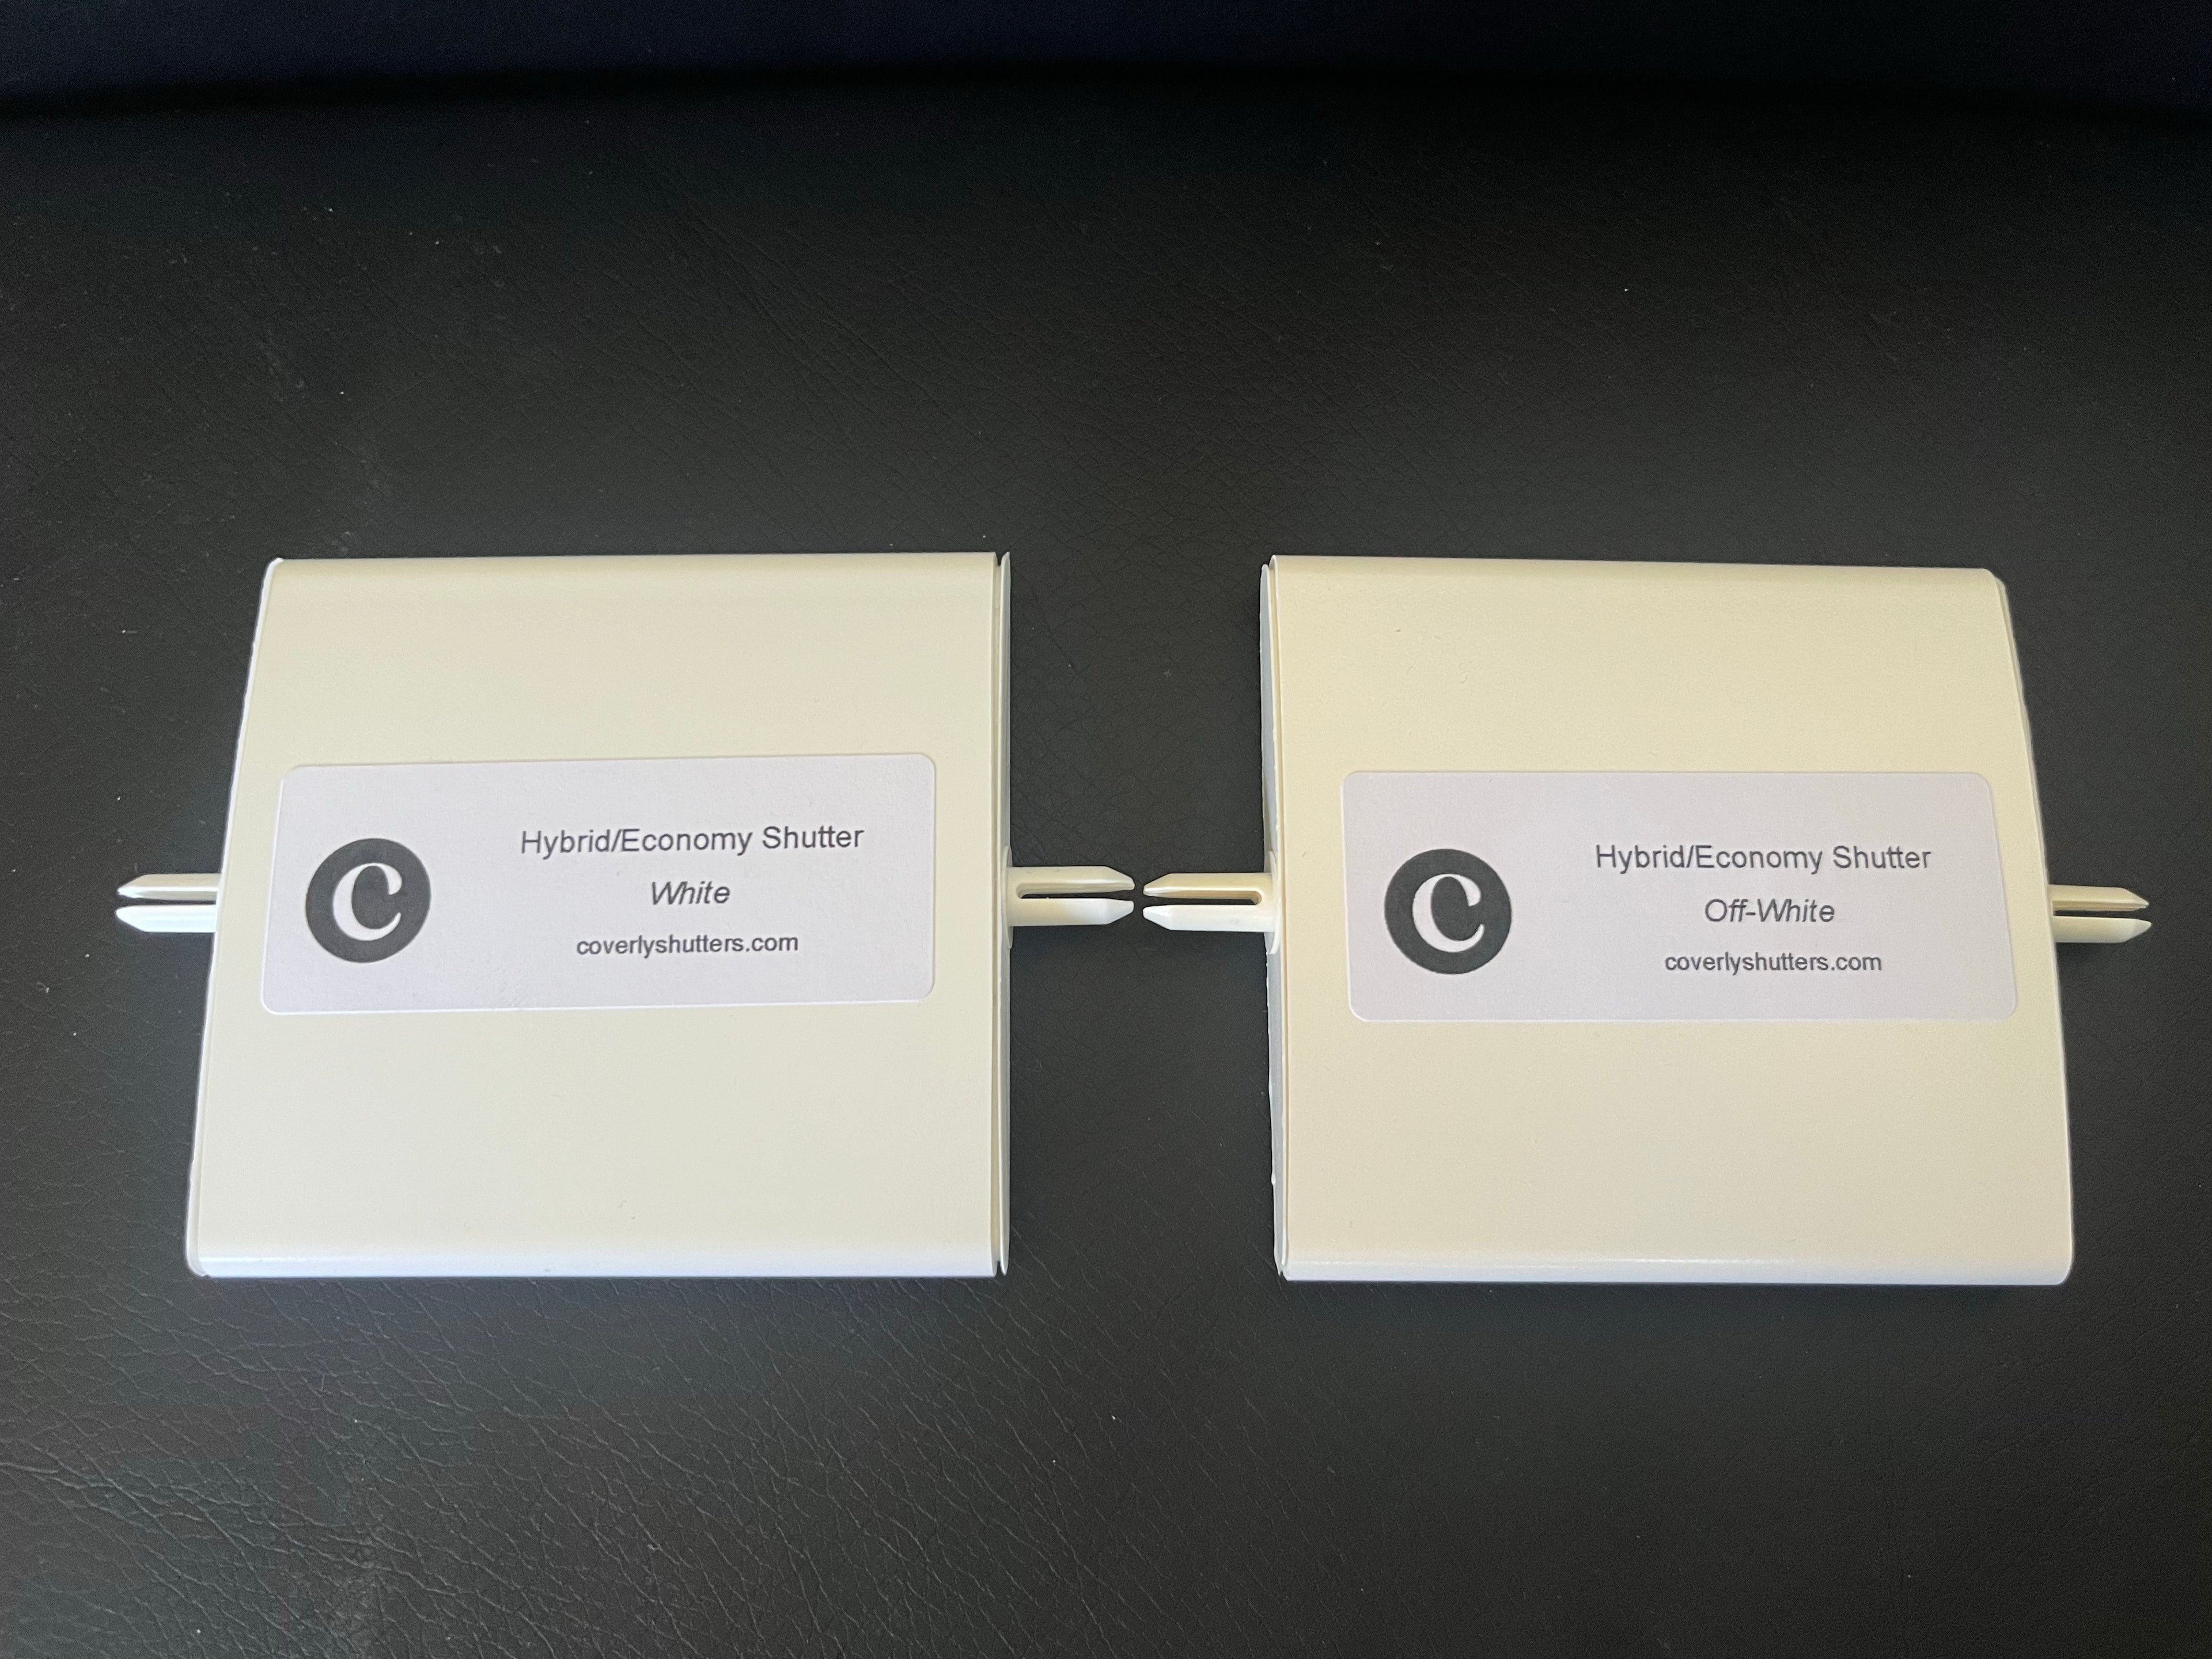 C
Hybrid/Economy Shutter
White
coverlyshutters.com
C
Hybrid/Economy Shutter
Off-White
coverlyshutters.com